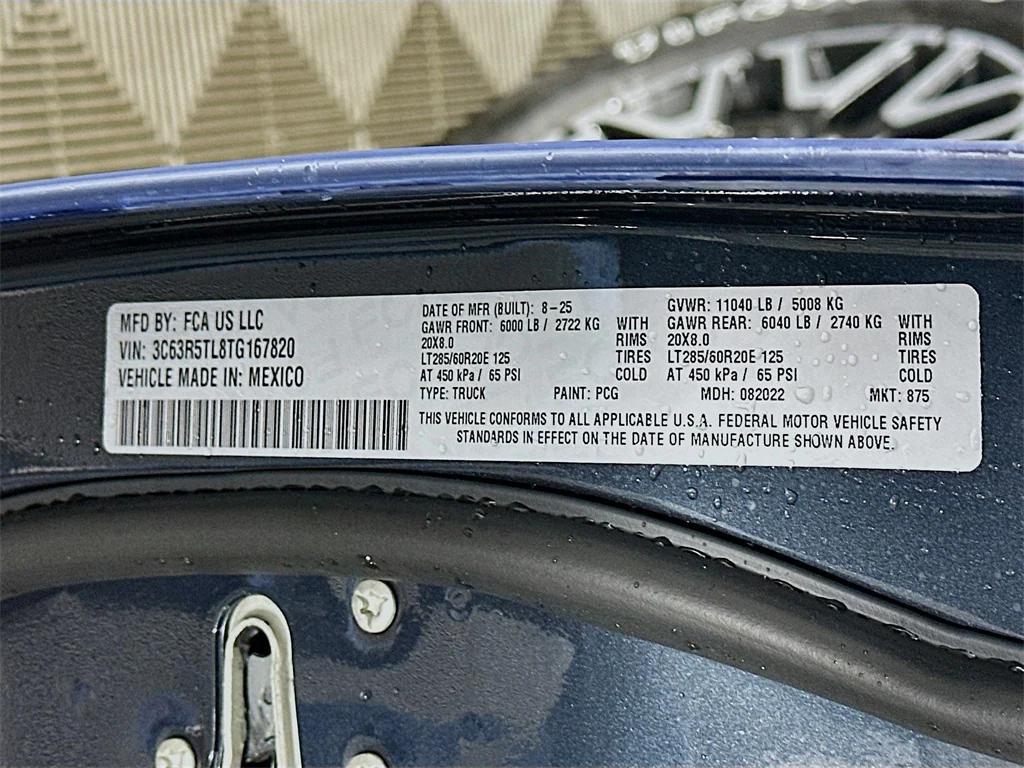 MFD BY: FCA US LLC
VIN: 3C63R5TL8TG167820
VEHICLE MADE IN: MEXICO
DATE OF MFR (BUILT): 8-25
GAWR FRONT: 6000 LB / 2722 KG WITH
20X8.0 RIMS
LT285/60R20E 125 TIRES
AT 450 kPa / 65 PSI COLD
GVWR: 11040 LB / 5008 KG
GAWR REAR: 6040 LB / 2740 KG WITH
20X8.0 RIMS
LT285/60R20E 125 TIRES
AT 450 kPa / 65 PSI COLD
TYPE: TRUCK PAINT: PCG MDH: 082022 MKT: 875
THIS VEHICLE CONFORMS TO ALL APPLICABLE U.S.A. FEDERAL MOTOR VEHICLE SAFETY
STANDARDS IN EFFECT ON THE DATE OF MANUFACTURE SHOWN ABOVE.